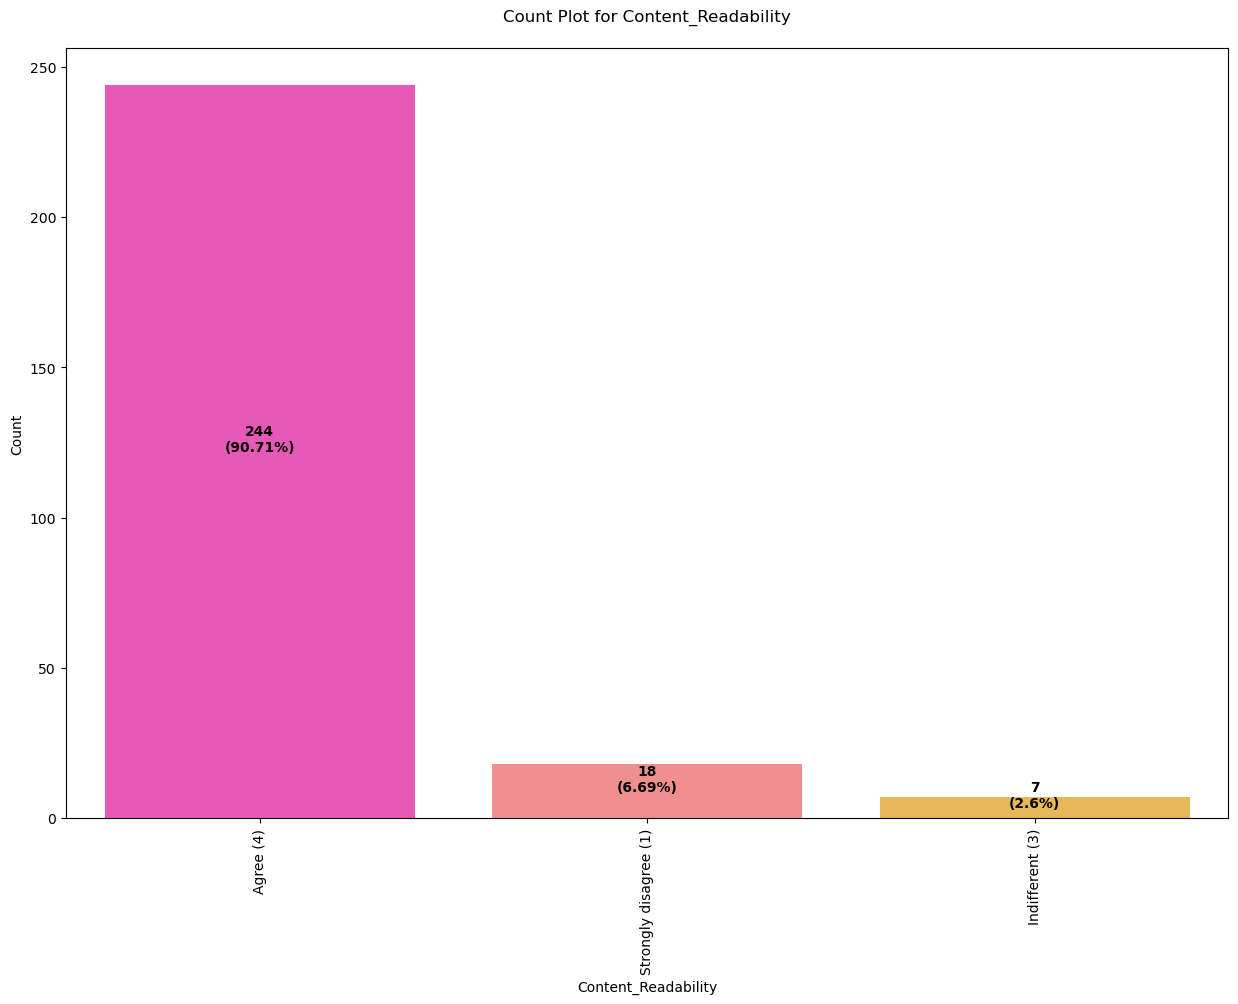 Count Plot for Content_Readability
Count
250
200
150
100
50
0
244
(90.71%)
18
(6.69%)
7
(2.6%)
Agree (4)
Strongly disagree (1)
Indifferent (3)
Content_Readability